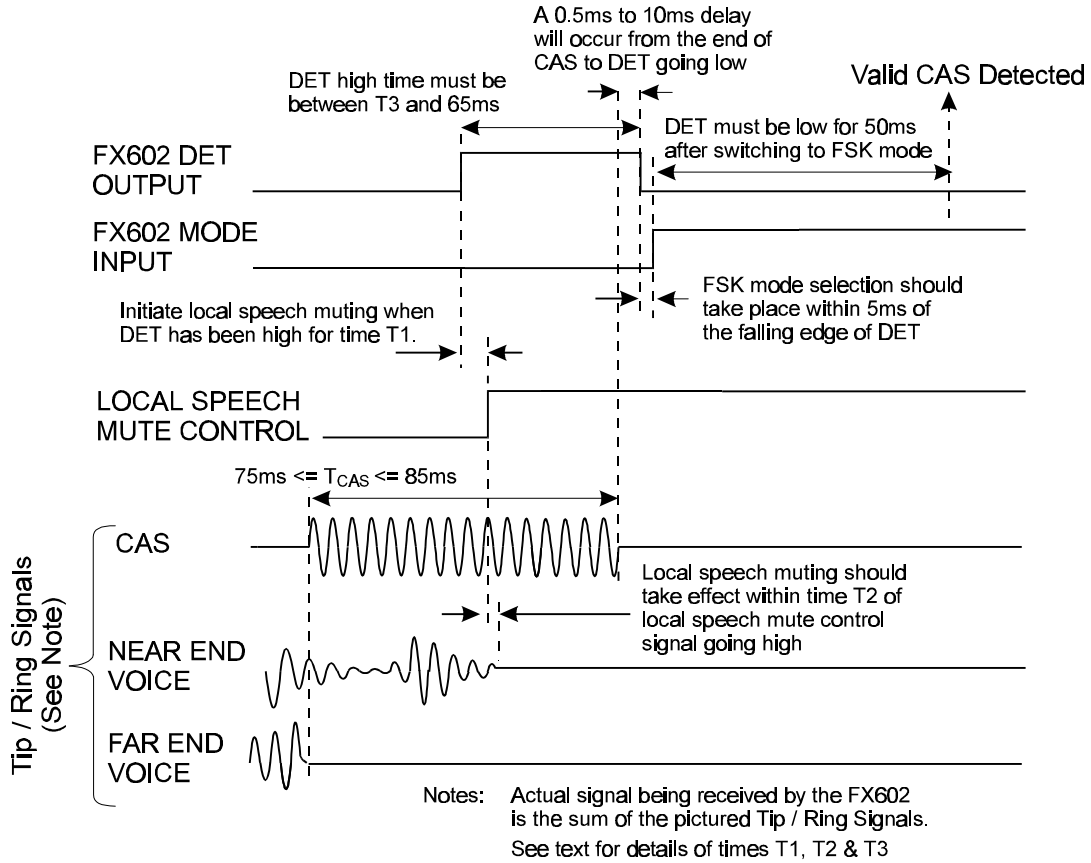 A 0.5ms to 10ms delay
will occur from the end of
CAS to DET going low
DET high time must be
between T3 and 65ms
Valid CAS Detected
DET must be low for 50ms
after switching to FSK mode
FX602 DET
OUTPUT
FX602 MODE
INPUT
FSK mode selection should
take place within 5ms of
the falling edge of DET
Initiate local speech muting when
DET has been high for time T1.
LOCAL SPEECH
MUTE CONTROL
75ms <= TCAS <= 85ms
CAS
Local speech muting should
take effect within time T2 of
local speech mute control
signal going high
NEAR END
VOICE
FAR END
VOICE
Tip / Ring Signals
(See Note)
Notes: Actual signal being received by the FX602
is the sum of the pictured Tip / Ring Signals.
See text for details of times T1, T2 & T3